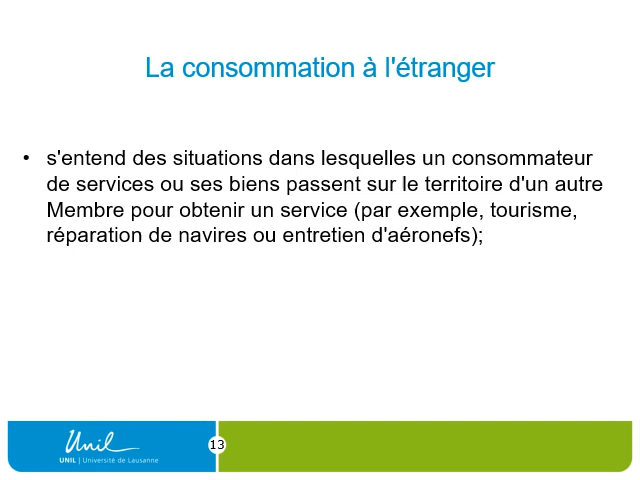 La consommation à l'étranger
• s'entend des situations dans lesquelles un consommateur
de services ou ses biens passent sur le territoire d'un autre
Membre pour obtenir un service (par exemple, tourisme,
réparation de navires ou entretien d'aéronefs);
Unil
UNIL | Université de Lausanne
13